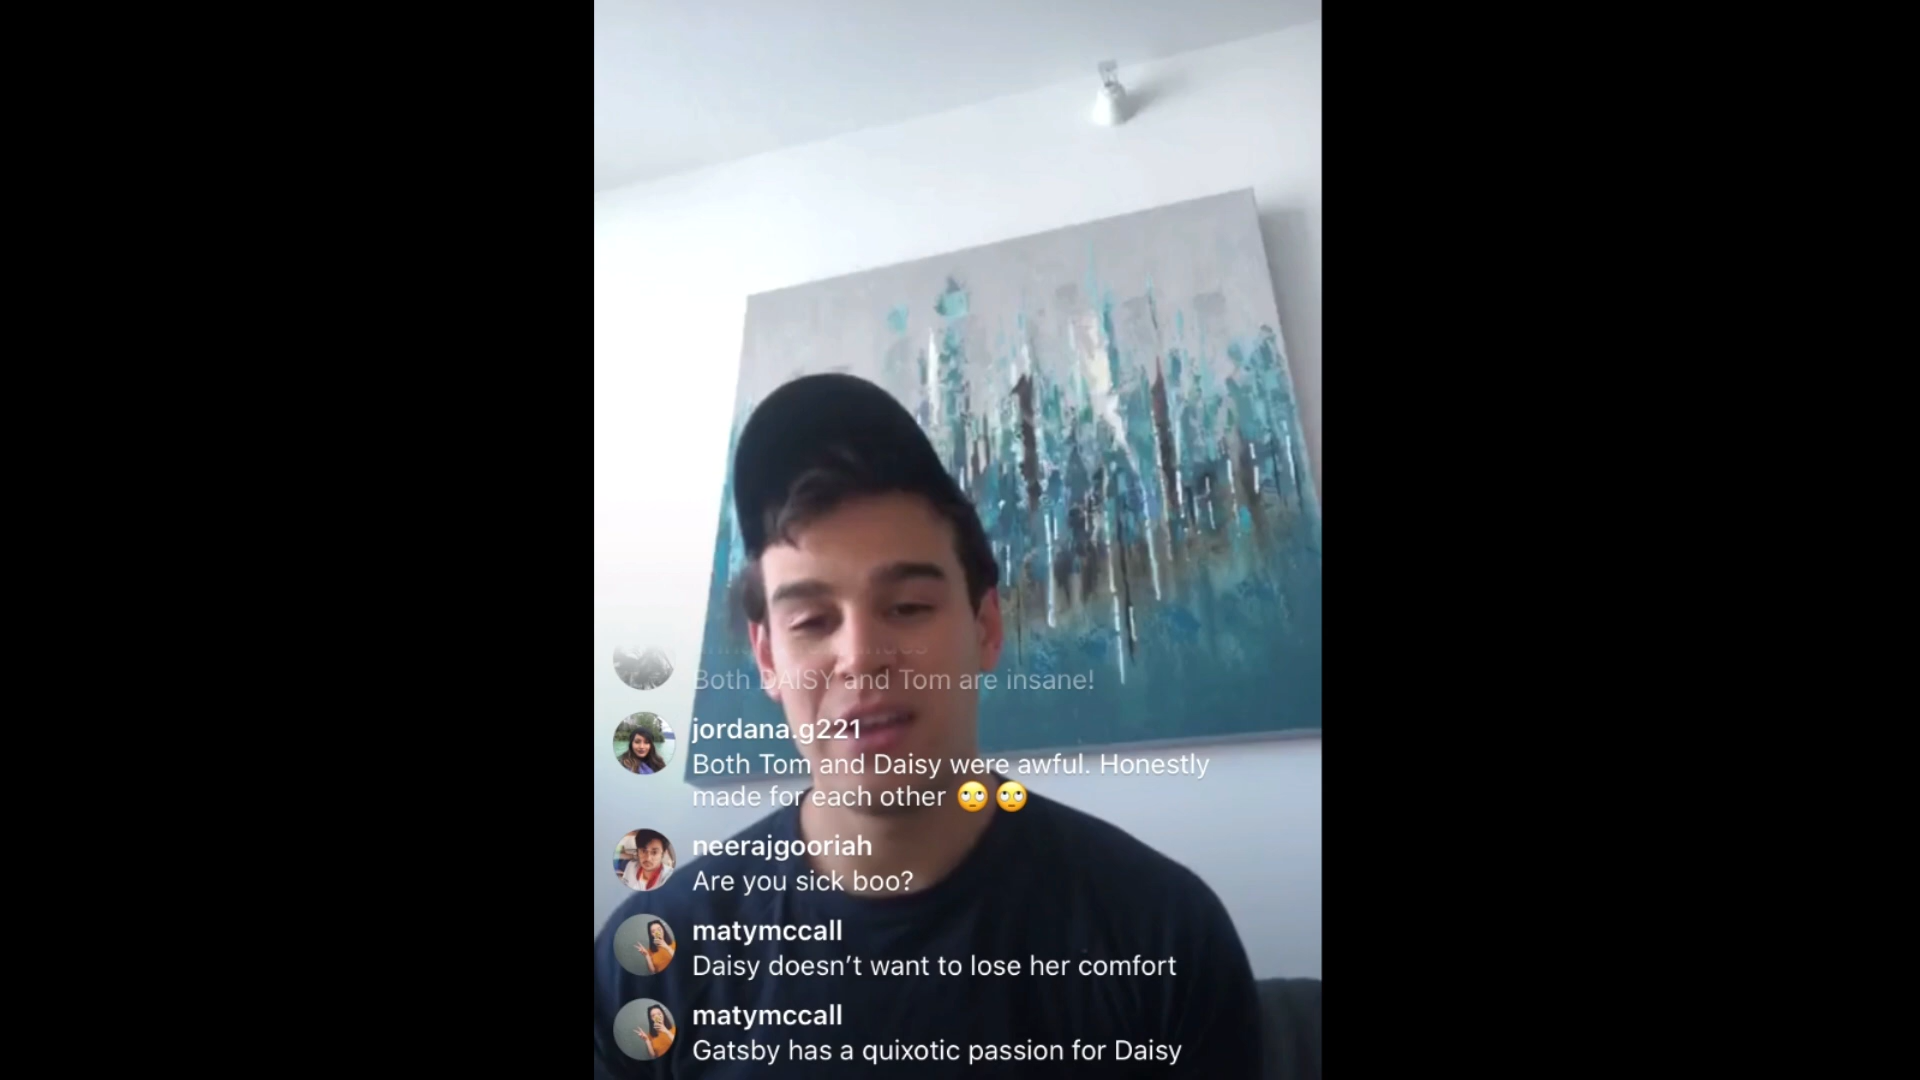 Both DAISY and Tom are insane!
jordana.g221
Both Tom and Daisy were awful. Honestly
made for each other 🙄🙄
neerajgooriah
Are you sick boo?
matymccall
Daisy doesn’t want to lose her comfort
matymccall
Gatsby has a quixotic passion for Daisy